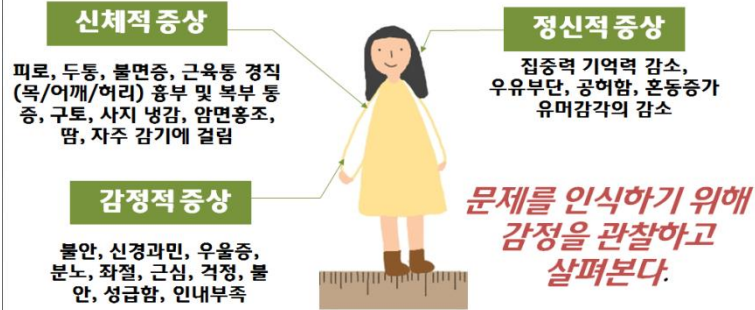 신체적 증상
피로, 두통, 불면증, 근육통 경직
(목/어깨/허리) 흉부 및 복부 통
증, 구토, 사지 냉감, 암면홍조,
땀, 자주 감기에 걸림
정신적 증상
집중력 기억력 감소,
우유부단, 공허함, 혼동증가
유머감각의 감소
감정적 증상
불안, 신경과민, 우울증,
분노, 좌절, 근심, 걱정, 불
안, 성급함, 인내부족
문제를 인식하기 위해
감정을 관찰하고
살펴본다.